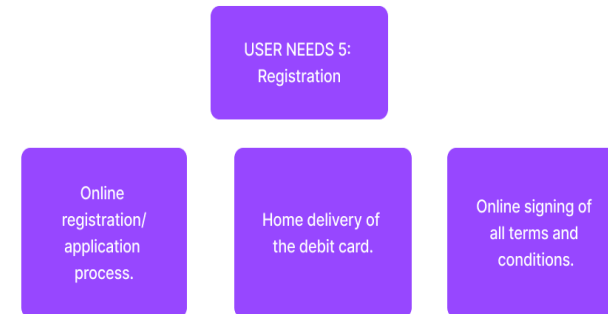 USER NEEDS 5:
Registration
Online
registration/
application
process.
Home delivery of
the debit card.
Online signing of
all terms and
conditions.